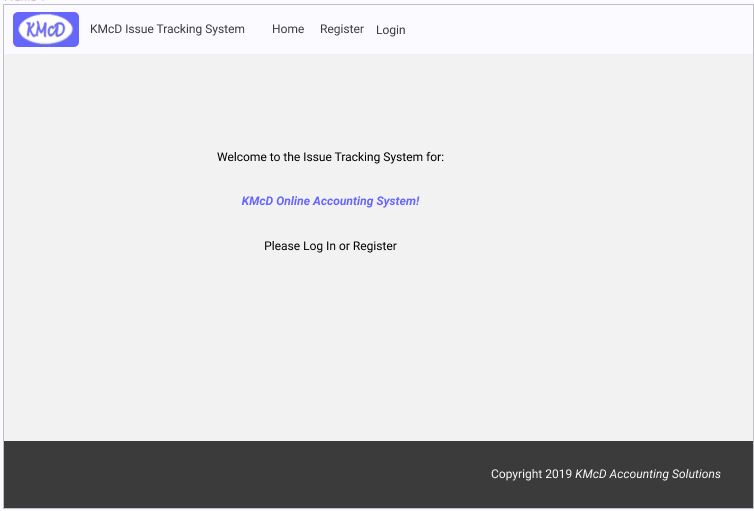 KMcD
KMcD Issue Tracking System
Home
Register
Login
Welcome to the Issue Tracking System for:
KMcD Online Accounting System!
Please Log In or Register
Copyright 2019 KMcD Accounting Solutions